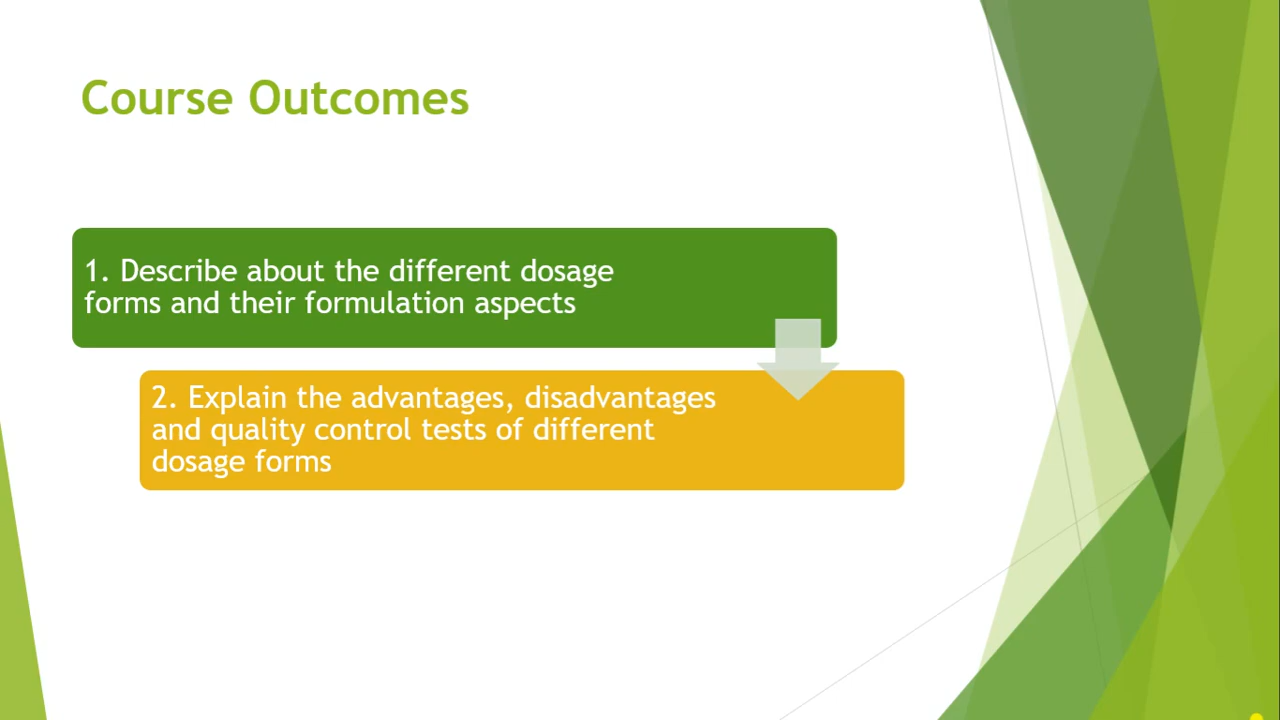 Course Outcomes
1. Describe about the different dosage
forms and their formulation aspects
2. Explain the advantages, disadvantages
and quality control tests of different
dosage forms